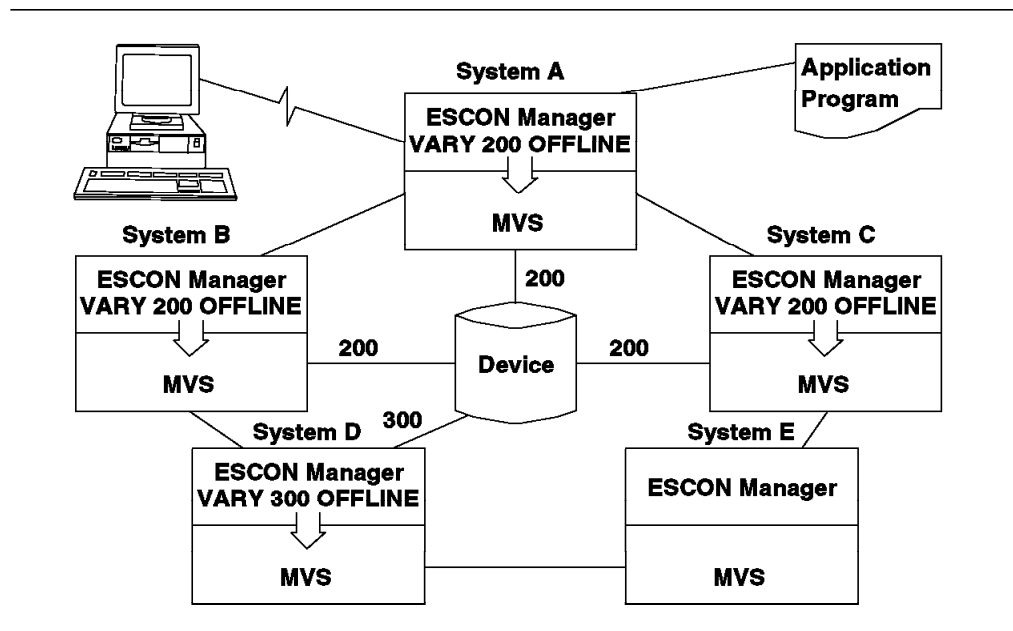 System A
Application
Program
ESCON Manager
VARY 200 OFFLINE
MVS
System B
System C
ESCON Manager
VARY 200 OFFLINE
MVS
200
ESCON Manager
VARY 200 OFFLINE
MVS
200
Device
200
300
System D
System E
ESCON Manager
VARY 300 OFFLINE
MVS
ESCON Manager
MVS